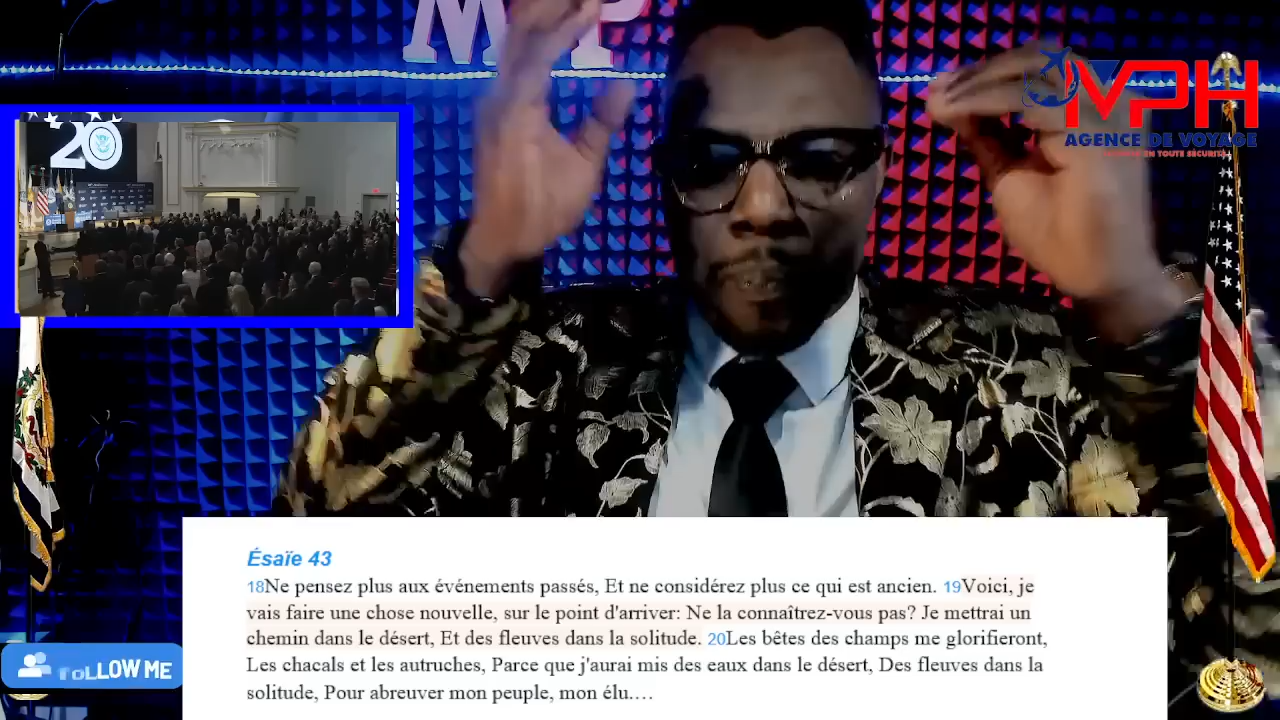 MP
20
MPH
AGENCE DE VOYAGE
Ésaïe 43
18Ne pensez plus aux événements passés, Et ne considérez plus ce qui est ancien. 19Voici, je
vais faire une chose nouvelle, sur le point d'arriver: Ne la connaîtrez-vous pas? Je mettrai un
chemin dans le désert, Et des fleuves dans la solitude. 20Les bêtes des champs me glorifieront,
Les chacals et les autruches, Parce que j'aurai mis des eaux dans le désert, Des fleuves dans la
solitude, Pour abreuver mon peuple, mon élu.…
FoLLOW ME